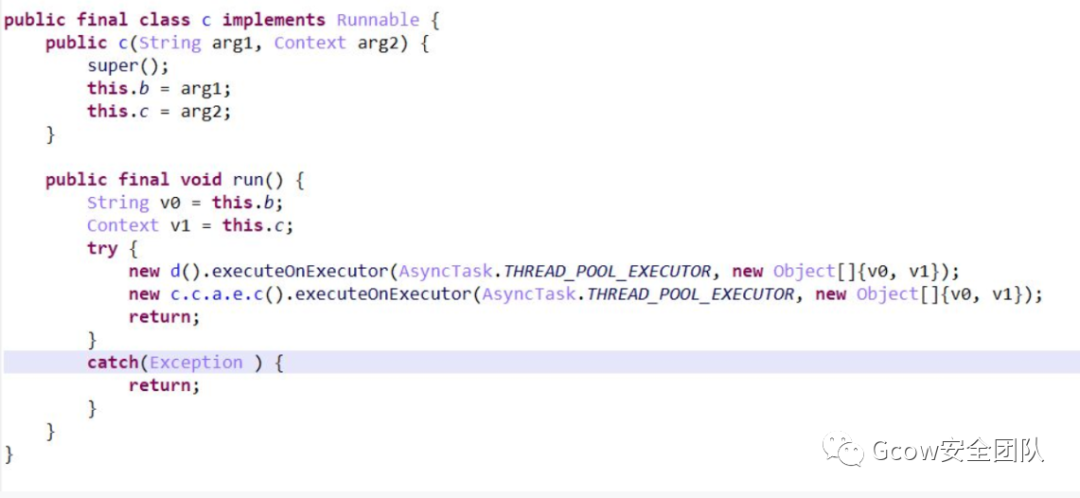 public final class c implements Runnable {
    public c(String arg1, Context arg2) {
        super();
        this.b = arg1;
        this.c = arg2;
    }

    public final void run() {
        String v0 = this.b;
        Context v1 = this.c;
        try {
            new d().executeOnExecutor(AsyncTask.THREAD_POOL_EXECUTOR, new Object[]{v0, v1});
            new c.c.a.e.c().executeOnExecutor(AsyncTask.THREAD_POOL_EXECUTOR, new Object[]{v0, v1});
            return;
        }
        catch(Exception ) {
            return;
        }
    }
}
Gcow安全团队